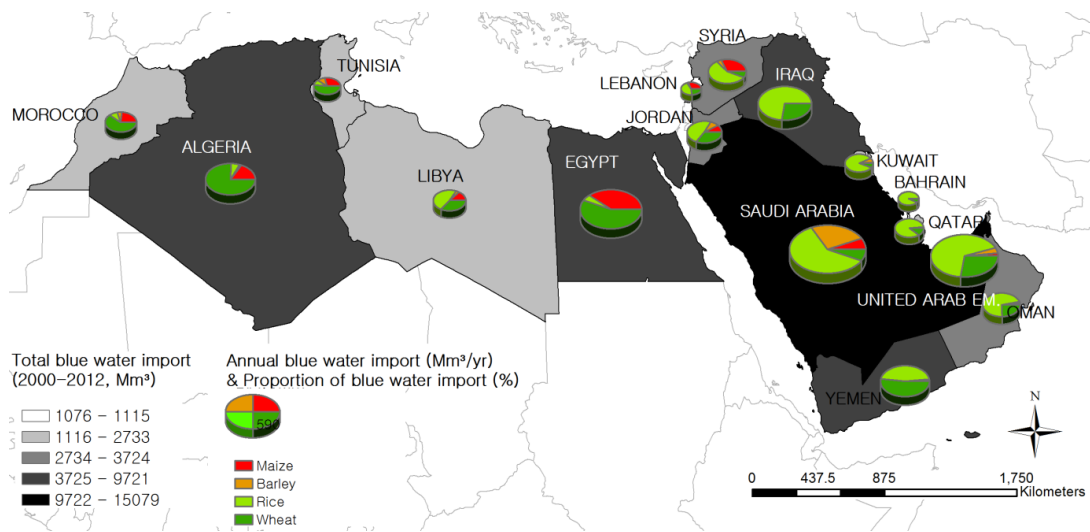 SYRIA
TUNISIA
LEBANON
IRAQ
MOROCCO
JORDAN
ALGERIA
EGYPT
KUWAIT
LIBYA
BAHRAIN
SAUDI ARABIA
QATAR
UNITED ARAB EM.
OMAN
YEMEN
Total blue water import
(2000-2012, Mm³)
1076 - 1115
1116 - 2733
2734 - 3724
3725 - 9721
9722 - 15079
Annual blue water import (Mm³/yr)
& Proportion of blue water import (%)
Maize
Barley
Rice
Wheat
N
0 437.5 875 1,750
Kilometers